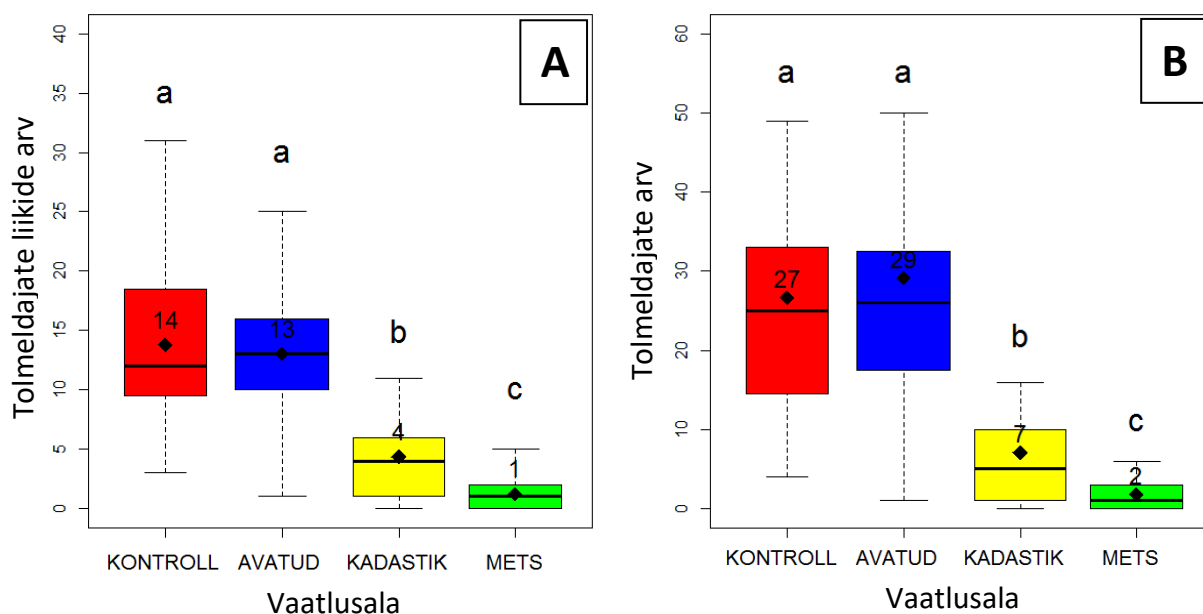 A
Tolmeldajate liikide arv
40
35
30
25
20
15
10
5
0
a
a
b
c
14
13
4
1
KONTROLL AVATUD KADASTIK METS
Vaatlusala
B
Tolmeldajate arv
60
50
40
30
20
10
0
a
a
b
c
27
29
7
2
KONTROLL AVATUD KADASTIK METS
Vaatlusala